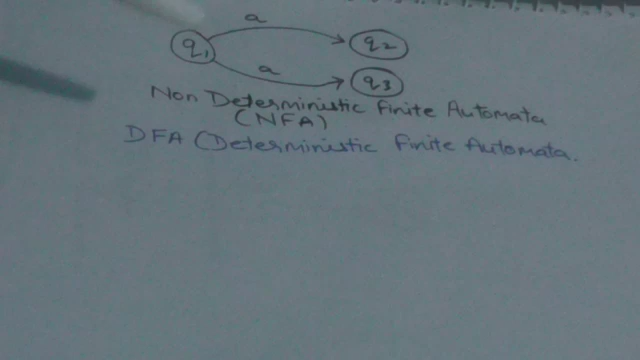 a
q1 q2
a
q3
Non Deterministic Finite Automata
(NFA)
DFA (Deterministic Finite Automata.